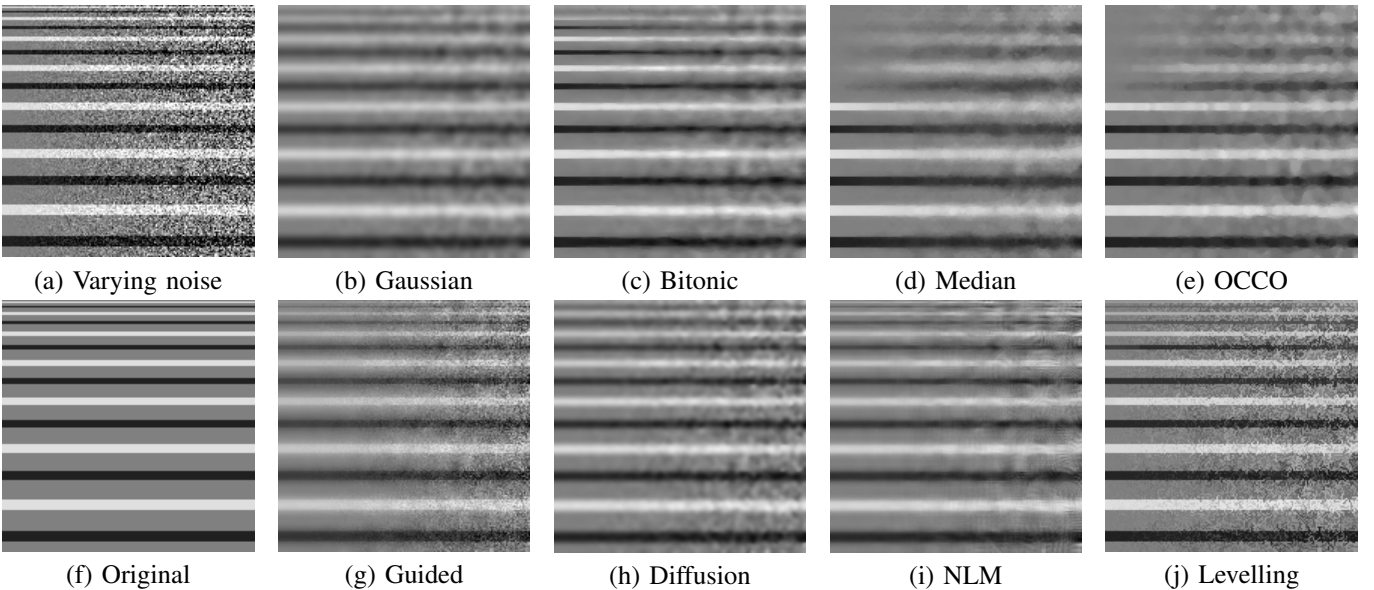 (a) Varying noise
(b) Gaussian
(c) Bitonic
(d) Median
(e) OCCO
(f) Original
(g) Guided
(h) Diffusion
(i) NLM
(j) Levelling